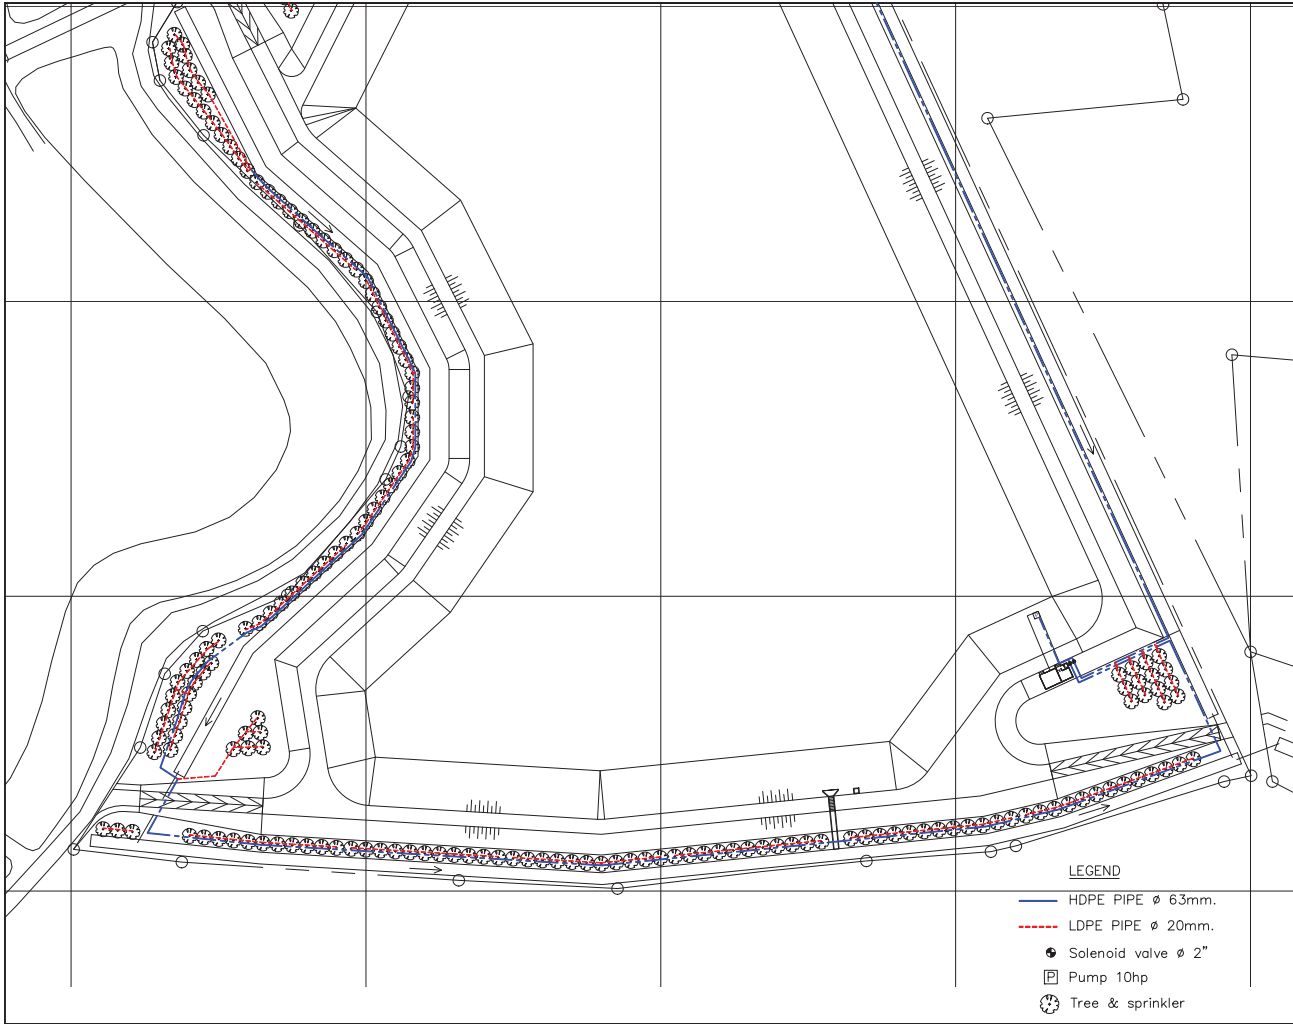 LEGEND
HDPE PIPE ø 63mm.
LDPE PIPE ø 20mm.
Solenoid valve ø 2”
P Pump 10hp
Tree & sprinkler